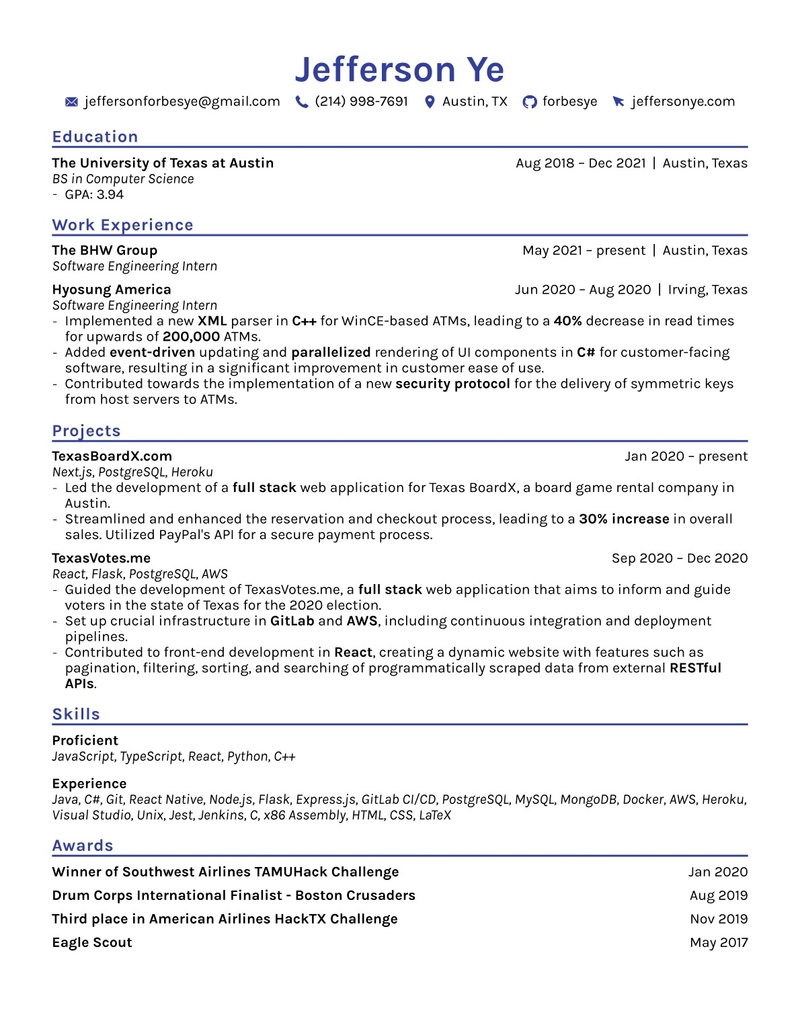 Jefferson Ye
jeffersonforbesye@gmail.com (214) 998-7691 Austin, TX forbesye jeffersonye.com
Education
The University of Texas at Austin Aug 2018 – Dec 2021 | Austin, Texas
BS in Computer Science
- GPA: 3.94
Work Experience
The BHW Group May 2021 – present | Austin, Texas
Software Engineering Intern
Hyosung America Jun 2020 – Aug 2020 | Irving, Texas
Software Engineering Intern
- Implemented a new XML parser in C++ for WinCE-based ATMs, leading to a 40% decrease in read times
for upwards of 200,000 ATMs.
- Added event-driven updating and parallelized rendering of UI components in C# for customer-facing
software, resulting in a significant improvement in customer ease of use.
- Contributed towards the implementation of a new security protocol for the delivery of symmetric keys
from host servers to ATMs.
Projects
TexasBoardX.com Jan 2020 – present
Next.js, PostgreSQL, Heroku
- Led the development of a full stack web application for Texas BoardX, a board game rental company in
Austin.
- Streamlined and enhanced the reservation and checkout process, leading to a 30% increase in overall
sales. Utilized PayPal's API for a secure payment process.
TexasVotes.me Sep 2020 – Dec 2020
React, Flask, PostgreSQL, AWS
- Guided the development of TexasVotes.me, a full stack web application that aims to inform and guide
voters in the state of Texas for the 2020 election.
- Set up crucial infrastructure in GitLab and AWS, including continuous integration and deployment
pipelines.
- Contributed to front-end development in React, creating a dynamic website with features such as
pagination, filtering, sorting, and searching of programmatically scraped data from external RESTful
APIs.
Skills
Proficient
JavaScript, TypeScript, React, Python, C++
Experience
Java, C#, Git, React Native, Node.js, Flask, Express.js, GitLab CI/CD, PostgreSQL, MySQL, MongoDB, Docker, AWS, Heroku,
Visual Studio, Unix, Jest, Jenkins, C, x86 Assembly, HTML, CSS, LaTeX
Awards
Winner of Southwest Airlines TAMUHack Challenge Jan 2020
Drum Corps International Finalist - Boston Crusaders Aug 2019
Third place in American Airlines HackTX Challenge Nov 2019
Eagle Scout May 2017